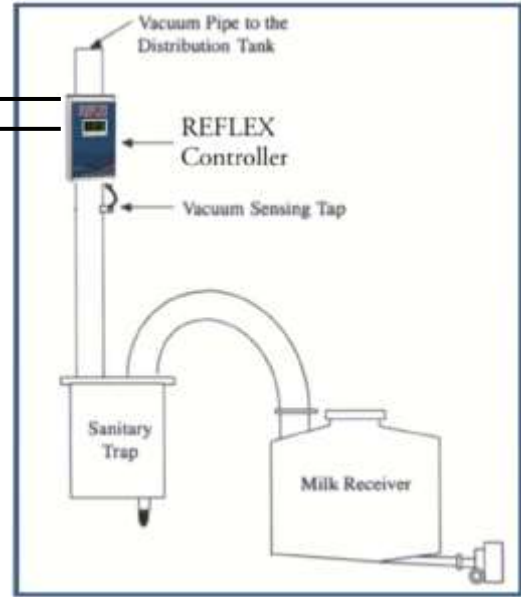 Vacuum Pipe to the
Distribution Tank
REFLEX
Controller
Vacuum Sensing Tap
Sanitary
Trap
Milk Receiver